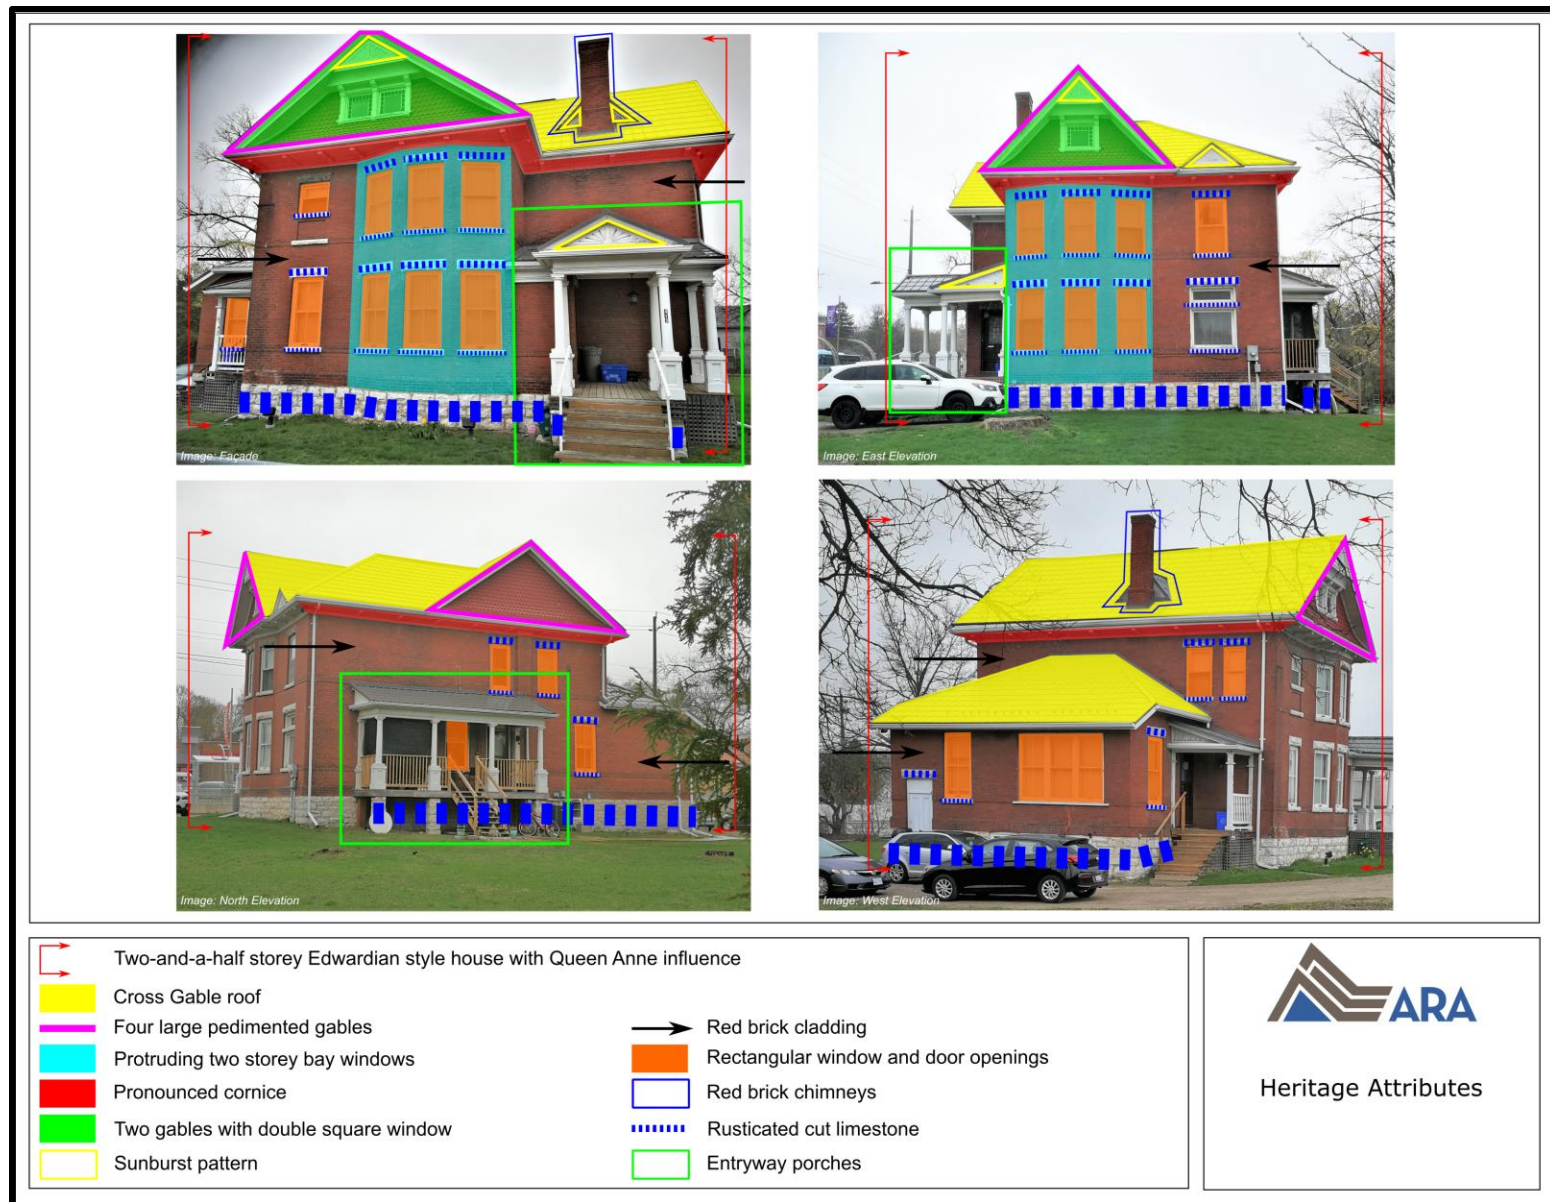 Image: Façade
Image: East Elevation
Image: North Elevation
Image: West Elevation
Two-and-a-half storey Edwardian style house with Queen Anne influence
Cross Gable roof
Four large pedimented gables
Protruding two storey bay windows
Pronounced cornice
Two gables with double square window
Sunburst pattern
Red brick cladding
Rectangular window and door openings
Red brick chimneys
Rusticated cut limestone
Entryway porches
ARA
Heritage Attributes